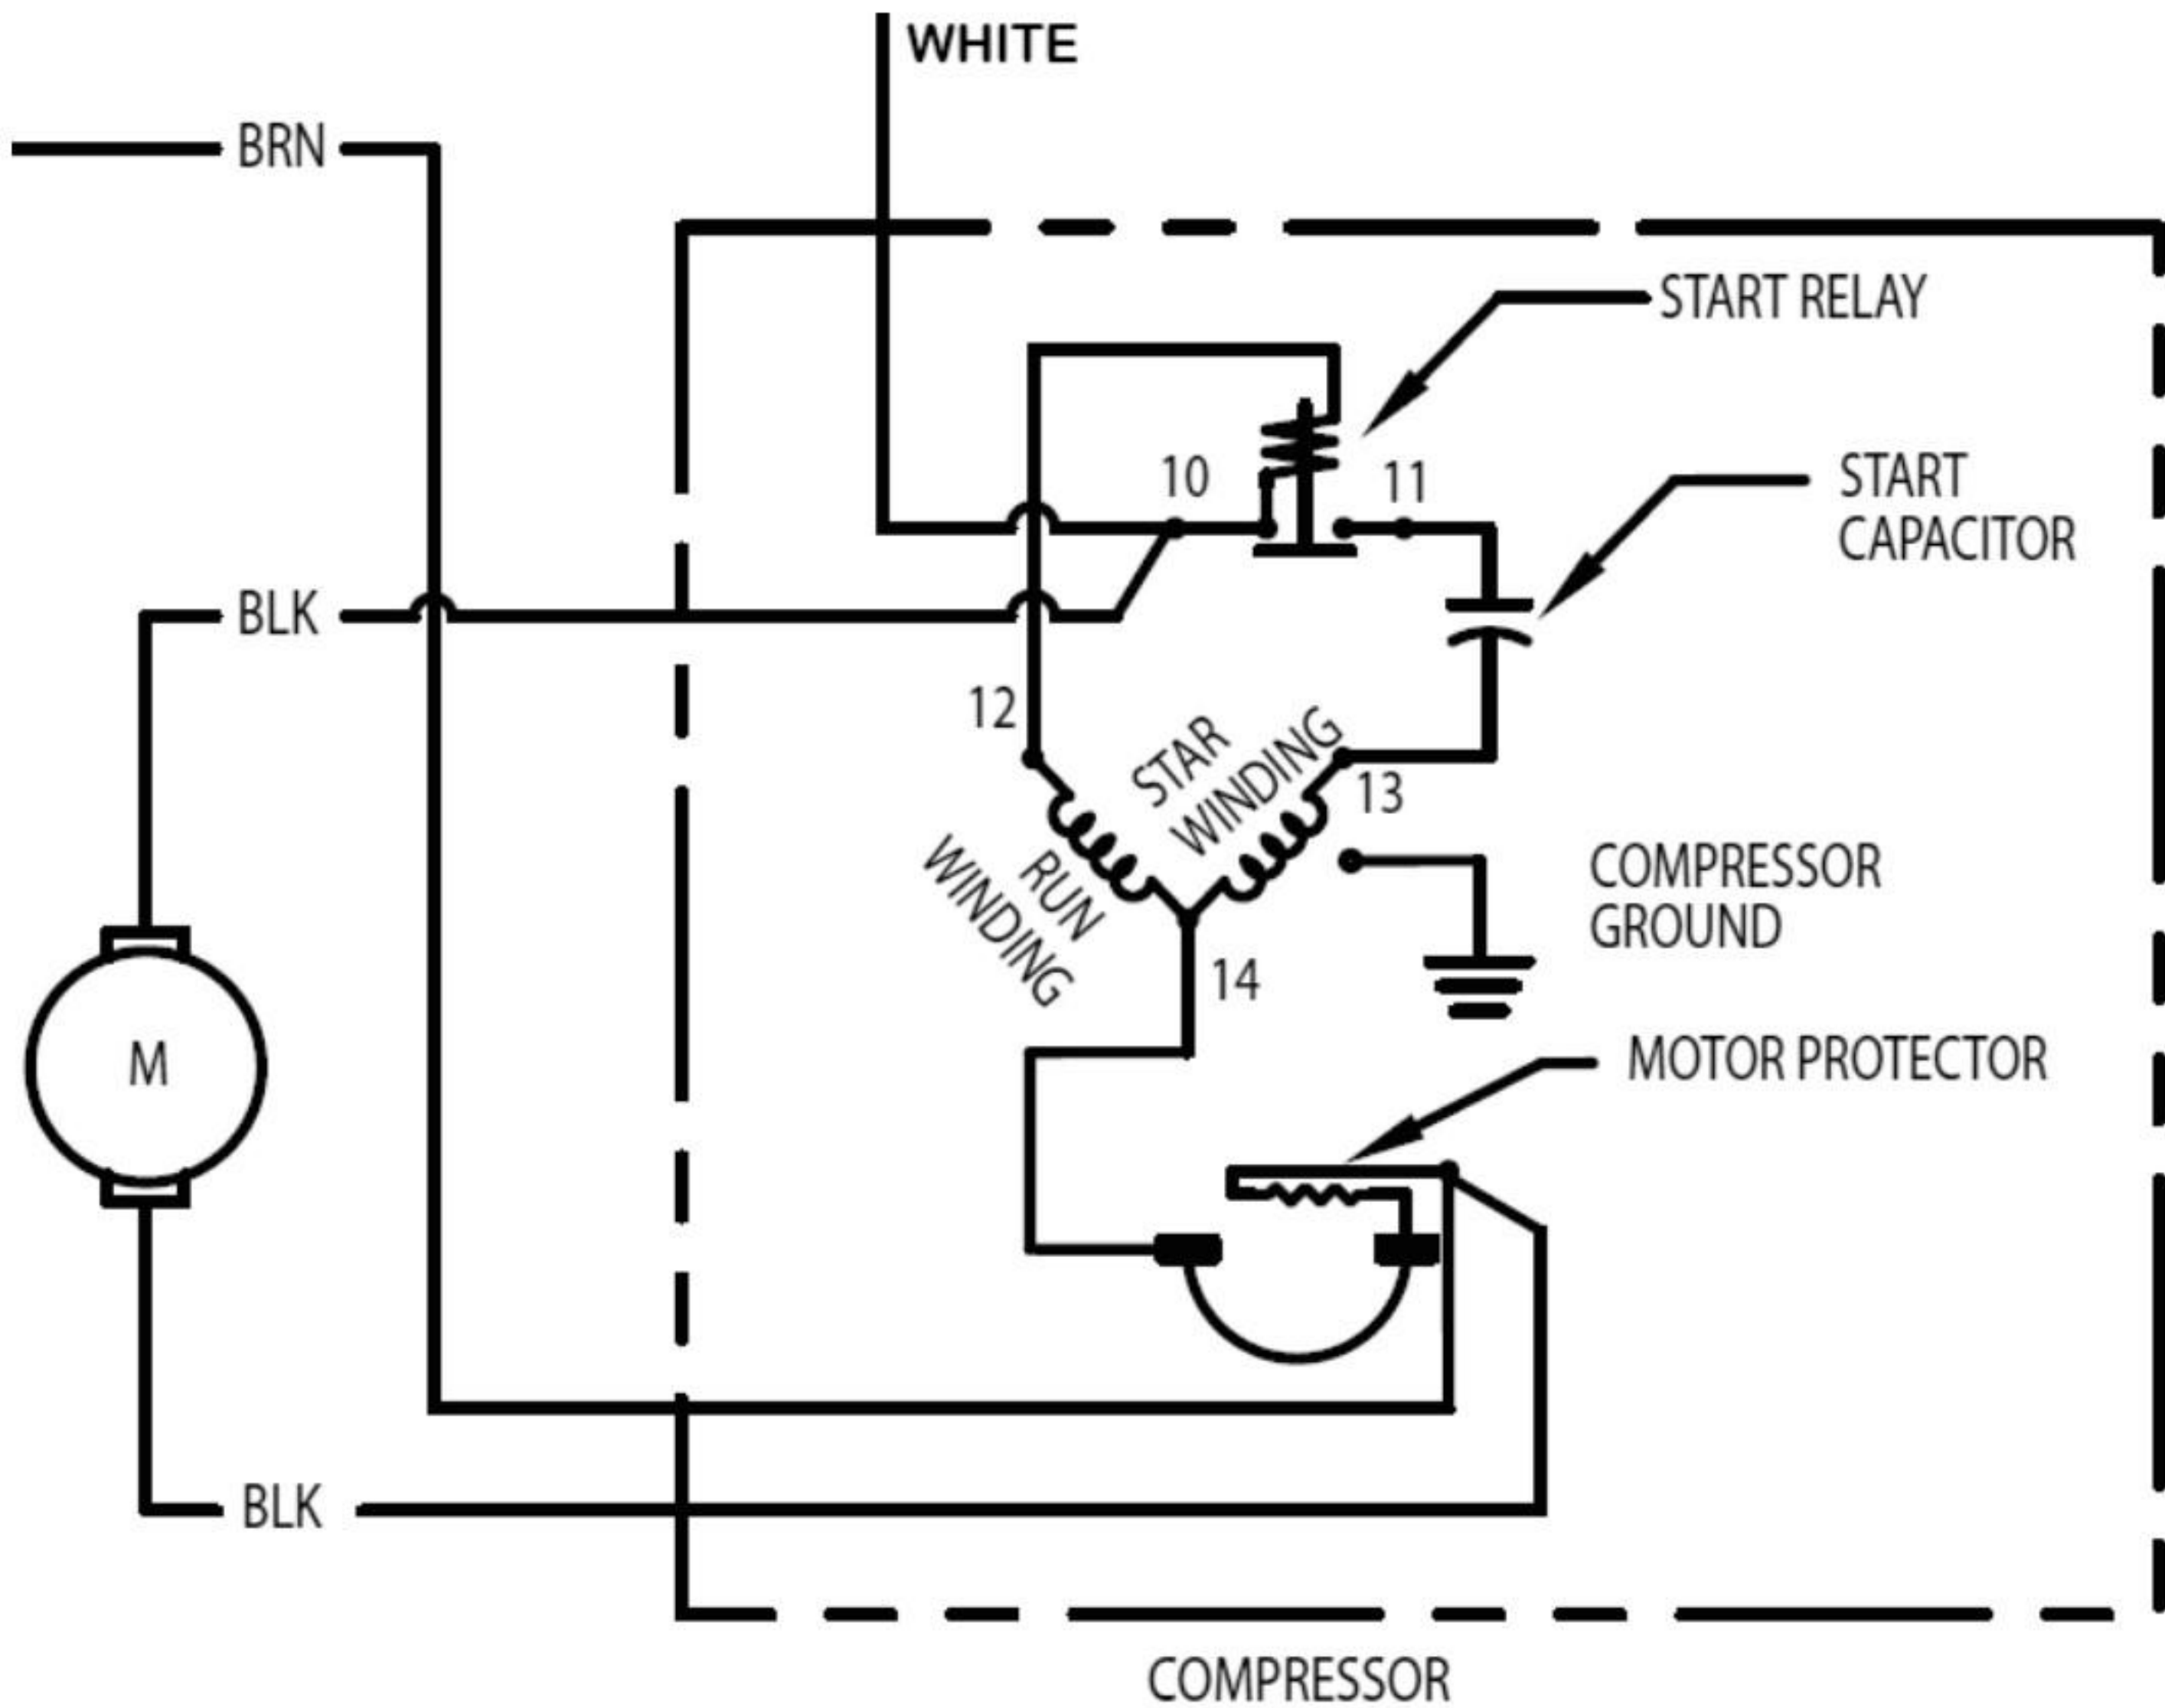 WHITE
BRN
START RELAY
10
11
START
CAPACITOR
BLK
12
STAR
WINDING
13
RUN
WINDING
COMPRESSOR
GROUND
14
MOTOR PROTECTOR
M
BLK
COMPRESSOR